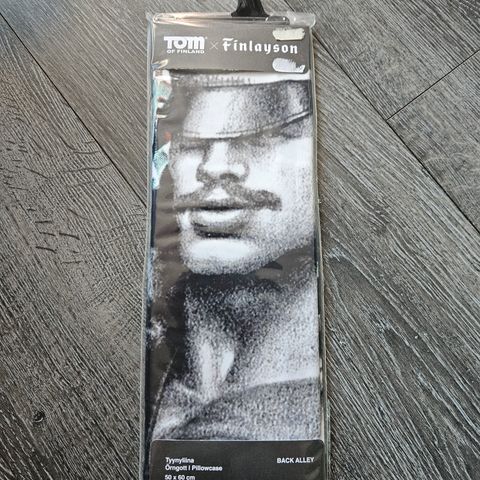 TOM OF FINLAND × Finlayson
Tyynyliina
Örngott | Pillowcase
50 x 60 cm
BACK ALLEY